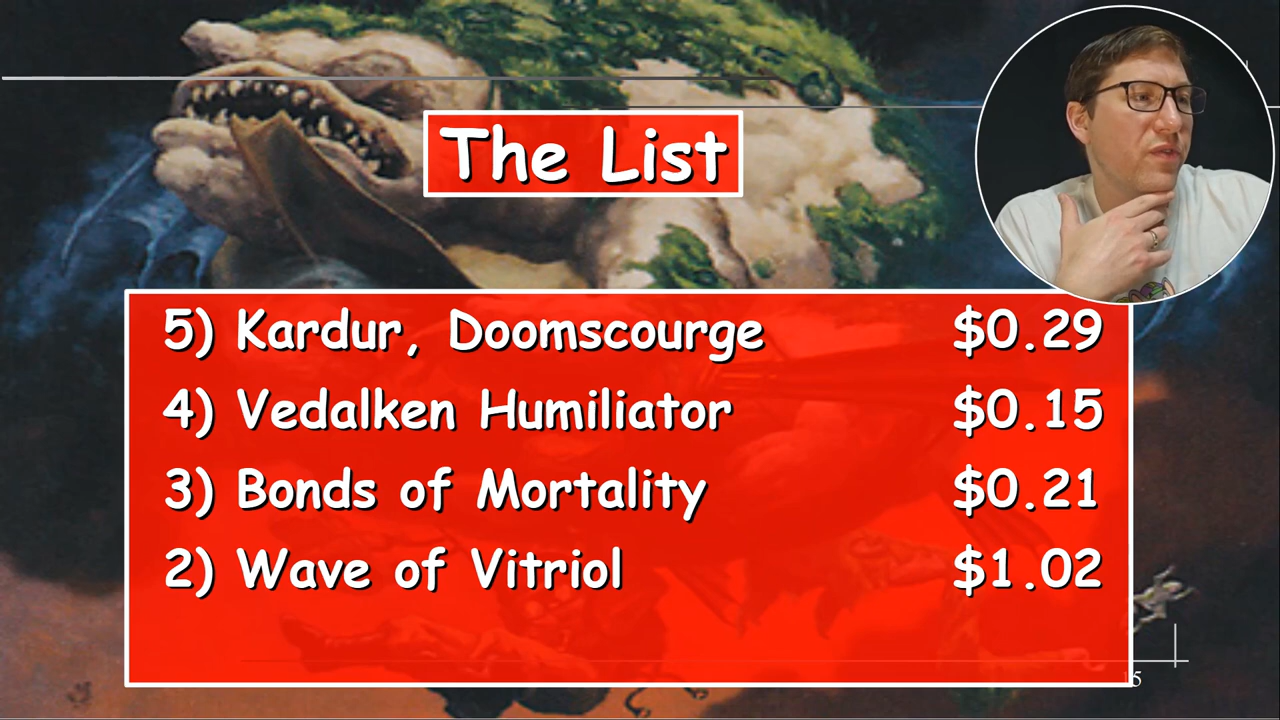 The List
5) Kardur, Doomscourge $0.29
4) Vedalken Humiliator $0.15
3) Bonds of Mortality $0.21
2) Wave of Vitriol $1.02
5